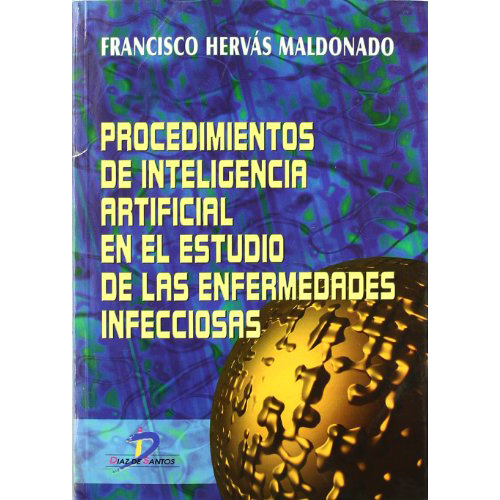 FRANCISCO HERVÁS MALDONADO
PROCEDIMIENTOS
DE INTELIGENCIA
ARTIFICIAL
EN EL ESTUDIO
DE LAS ENFERMEDADES
INFECCIOSAS
DIAZ DE SANTOS